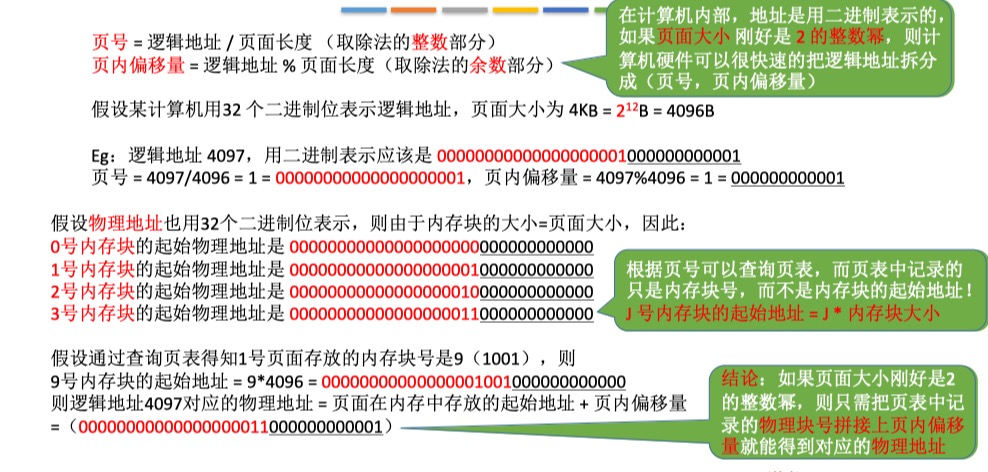 在计算机内部，地址是用二进制表示的，
如果页面大小 刚好是 2 的整数幂，则计
算机硬件可以很快速的把逻辑地址拆分
成（页号，页内偏移量）
页号 = 逻辑地址 / 页面长度 （取除法的整数部分）
页内偏移量 = 逻辑地址 % 页面长度（取除法的余数部分）
假设某计算机用32 个二进制位表示逻辑地址，页面大小为 4KB = 2¹²B = 4096B
Eg：逻辑地址 4097，用二进制表示应该是 00000000000000000001000000000001
页号 = 4097/4096 = 1 = 00000000000000000001，页内偏移量 = 4097%4096 = 1 = 000000000001
假设物理地址也用32个二进制位表示，则由于内存块的大小=页面大小，因此：
0号内存块的起始物理地址是 00000000000000000000000000000000
1号内存块的起始物理地址是 00000000000000000001000000000000
2号内存块的起始物理地址是 00000000000000000010000000000000
3号内存块的起始物理地址是 00000000000000000011000000000000
根据页号可以查询页表，而页表中记录的
只是内存块号，而不是内存块的起始地址！
J 号内存块的起始地址 = J * 内存块大小
假设通过查询页表得知1号页面存放的内存块号是9（1001），则
9号内存块的起始地址 = 9*4096 = 00000000000000001001000000000000
则逻辑地址4097对应的物理地址 = 页面在内存中存放的起始地址 + 页内偏移量
=（00000000000000000011000000000001）
结论：如果页面大小刚好是2
的整数幂，则只需把页表中记
录的物理块号拼接上页内偏移
量就能得到对应的物理地址